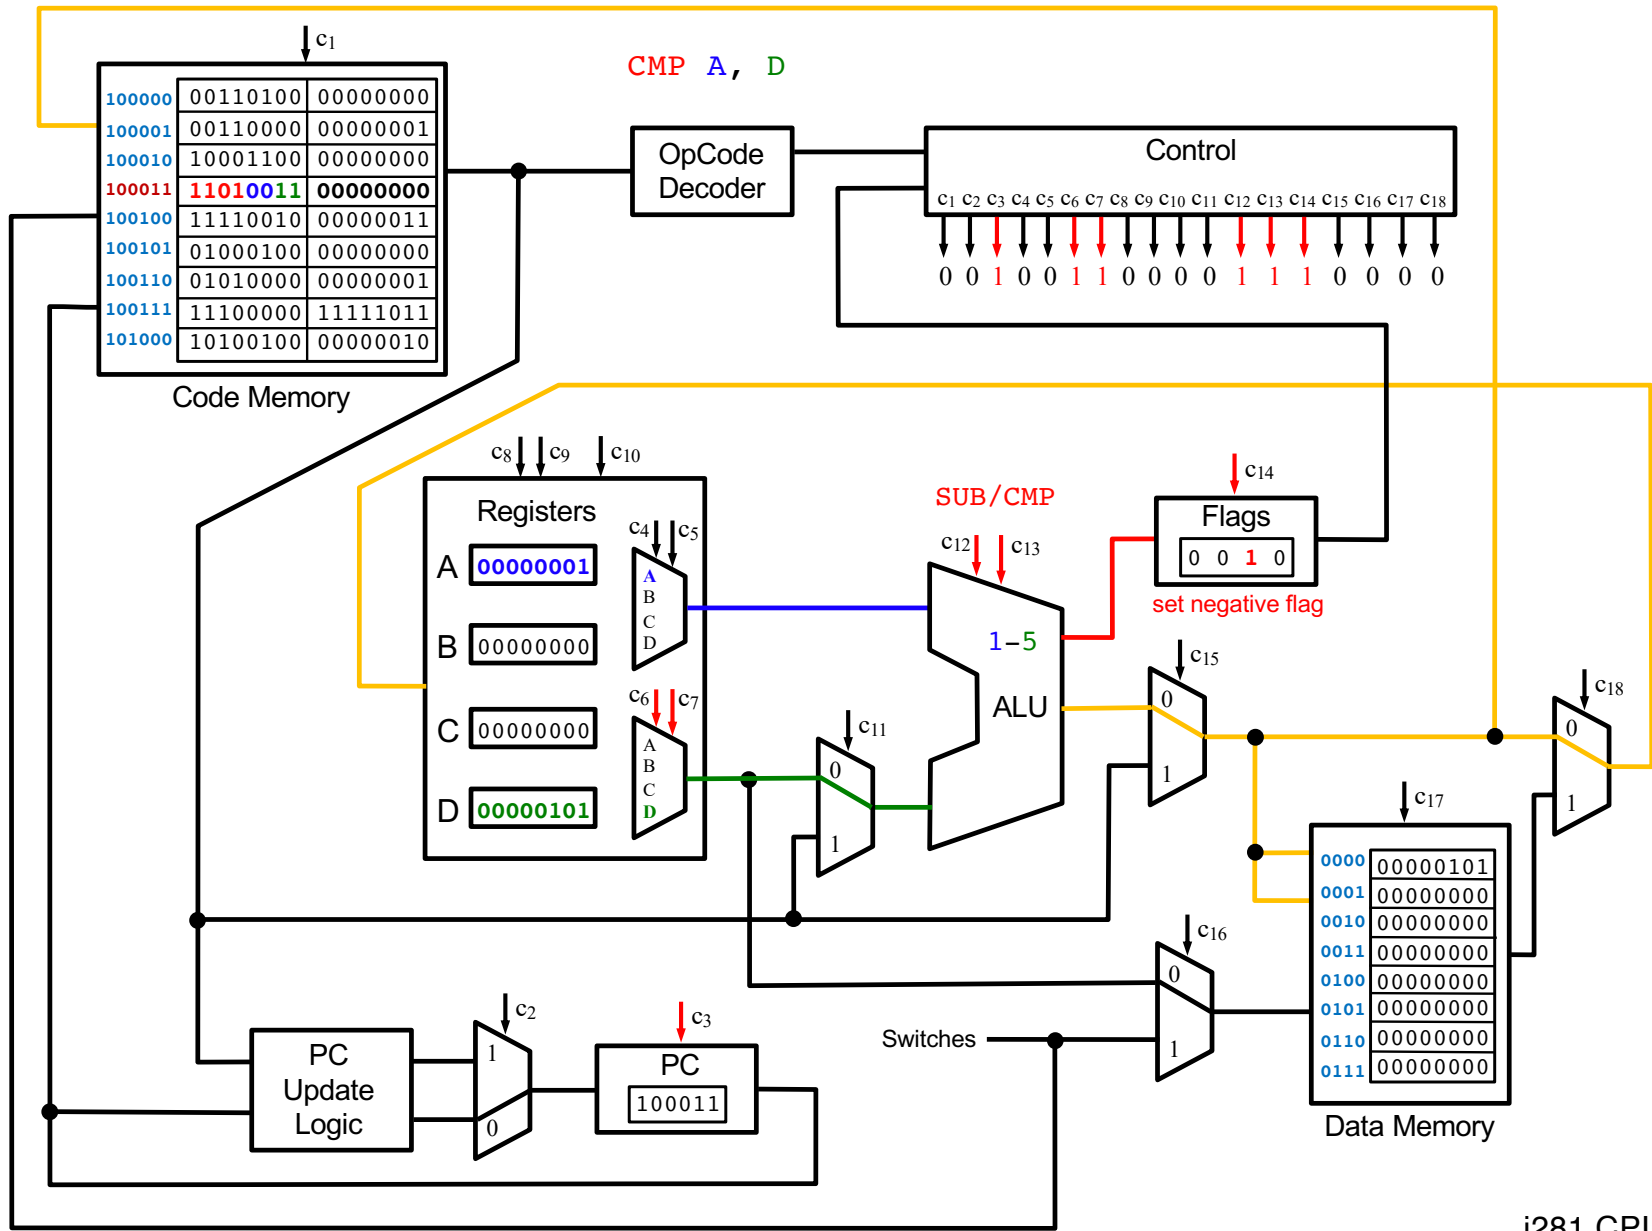 c1
CMP A, D
100000 00110100 00000000
100001 00110000 00000001
100010 10001100 00000000
100011 11010011 00000000
100100 11110010 00000011
100101 01000100 00000000
100110 01010000 00000001
100111 11100000 11111011
101000 10100100 00000010
Code Memory
OpCode
Decoder
Control
c1 c2 c3 c4 c5 c6 c7 c8 c9 c10 c11 c12 c13 c14 c15 c16 c17 c18
0 0 1 0 0 1 1 0 0 0 0 1 1 1 0 0 0 0
c8 c9 c10
Registers
A 00000001
B 00000000
C 00000000
D 00000101
c4 c5
A
B
C
D
c6 c7
A
B
C
D
c11
0
1
SUB/CMP
c12 c13
1-5
ALU
c14
Flags
0 0 1 0
set negative flag
c15
0
1
c18
0
1
c17
0000 00000101
0001 00000000
0010 00000000
0011 00000000
0100 00000000
0101 00000000
0110 00000000
0111 00000000
Data Memory
c16
0
1
Switches
PC
Update
Logic
c2
1
0
c3
PC
100011
i281 CPU